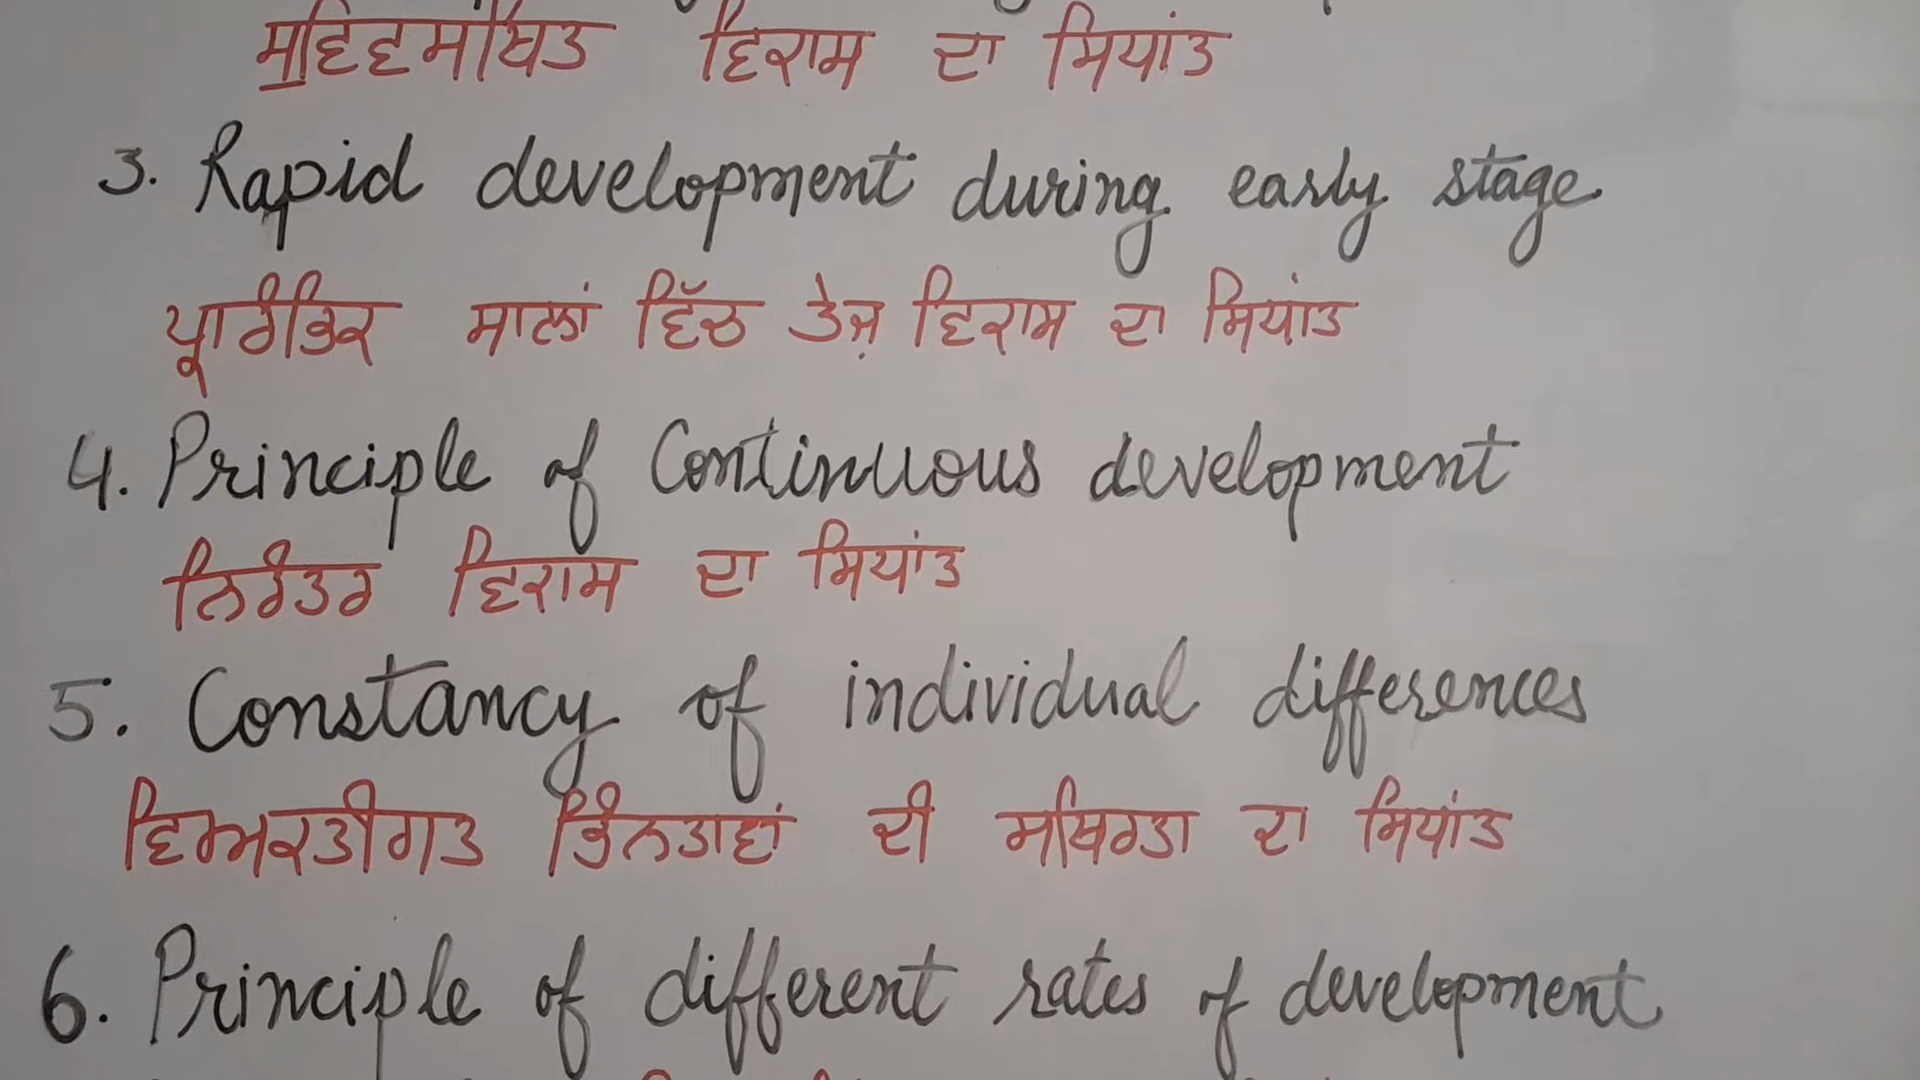 ਸੁਵਿਵਸਥਿਤ ਵਿਕਾਸ ਦਾ ਸਿਧਾਂਤ
3. Rapid development during early stage
ਪ੍ਰਾਰੰਭਿਕ ਸਾਲਾਂ ਵਿੱਚ ਤੇਜ਼ ਵਿਕਾਸ ਦਾ ਸਿਧਾਂਤ
4. Principle of Continuous development
ਨਿਰੰਤਰ ਵਿਕਾਸ ਦਾ ਸਿਧਾਂਤ
5. Constancy of individual differences
ਵਿਅਕਤੀਗਤ ਭਿੰਨਤਾਵਾਂ ਦੀ ਸਥਿਰਤਾ ਦਾ ਸਿਧਾਂਤ
6. Principle of different rates of development